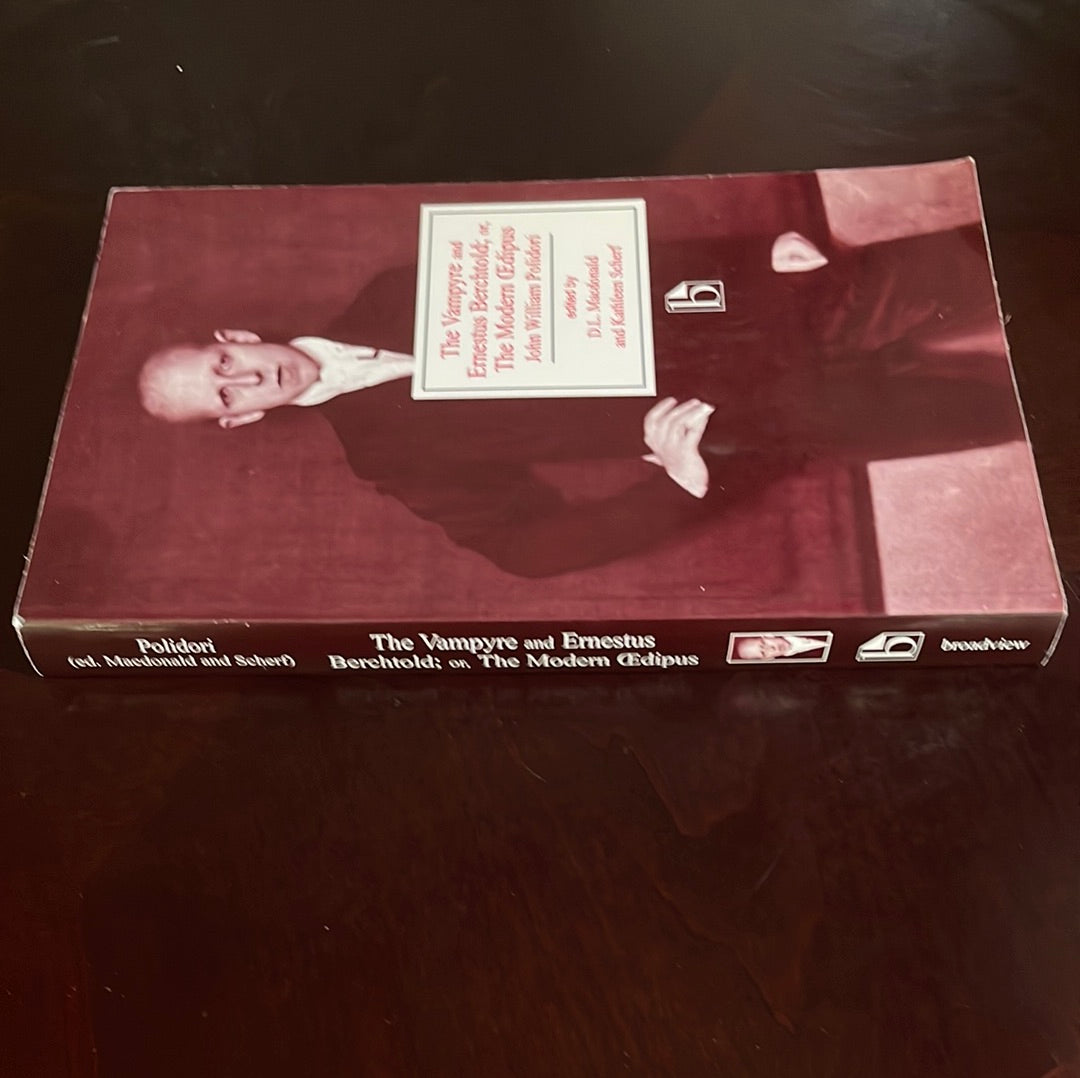 The Vampyre and
Ernestus Berchtold; or,
The Modern Œdipus
John William Polidori
edited by
D.L. Macdonald
and Kathleen Scherf
b
Polidori
(ed. Macdonald and Scherf)
The Vampyre and Ernestus
Berchtold; or, The Modern Œdipus
b
broadview